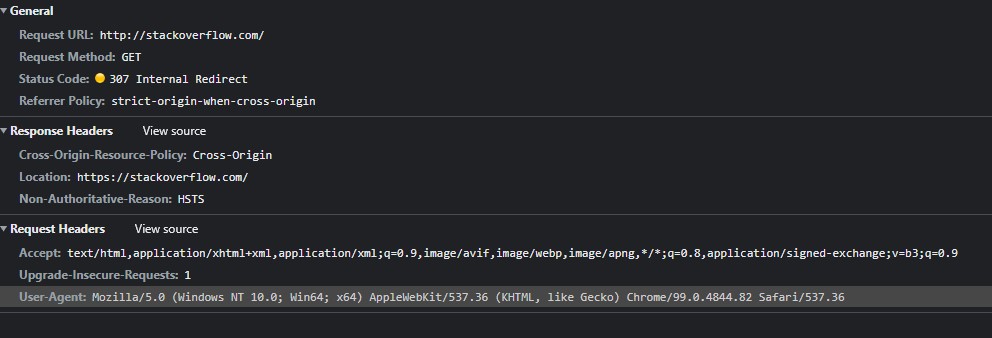 General
Request URL: http://stackoverflow.com/
Request Method: GET
Status Code: 307 Internal Redirect
Referrer Policy: strict-origin-when-cross-origin
Response Headers View source
Cross-Origin-Resource-Policy: Cross-Origin
Location: https://stackoverflow.com/
Non-Authoritative-Reason: HSTS
Request Headers View source
Accept: text/html,application/xhtml+xml,application/xml;q=0.9,image/avif,image/webp,image/apng,*/*;q=0.8,application/signed-exchange;v=b3;q=0.9
Upgrade-Insecure-Requests: 1
User-Agent: Mozilla/5.0 (Windows NT 10.0; Win64; x64) AppleWebKit/537.36 (KHTML, like Gecko) Chrome/99.0.4844.82 Safari/537.36